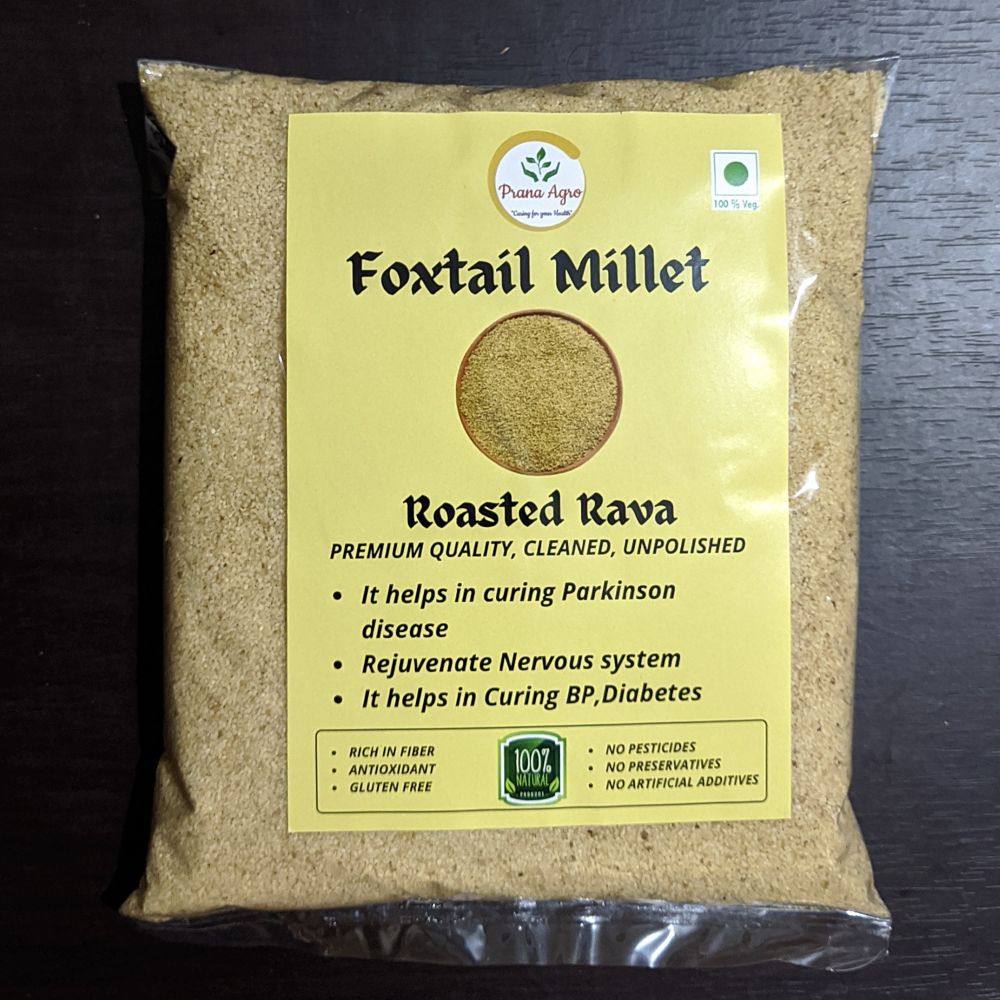 Prana Agro
"Caring for your Health"
100 % Veg.
Foxtail Millet
Roasted Rava
PREMIUM QUALITY, CLEANED, UNPOLISHED
• It helps in curing Parkinson
disease
• Rejuvenate Nervous system
• It helps in Curing BP,Diabetes
• RICH IN FIBER
• ANTIOXIDANT
• GLUTEN FREE
100%
NATURAL
PRODUCT
• NO PESTICIDES
• NO PRESERVATIVES
• NO ARTIFICIAL ADDITIVES